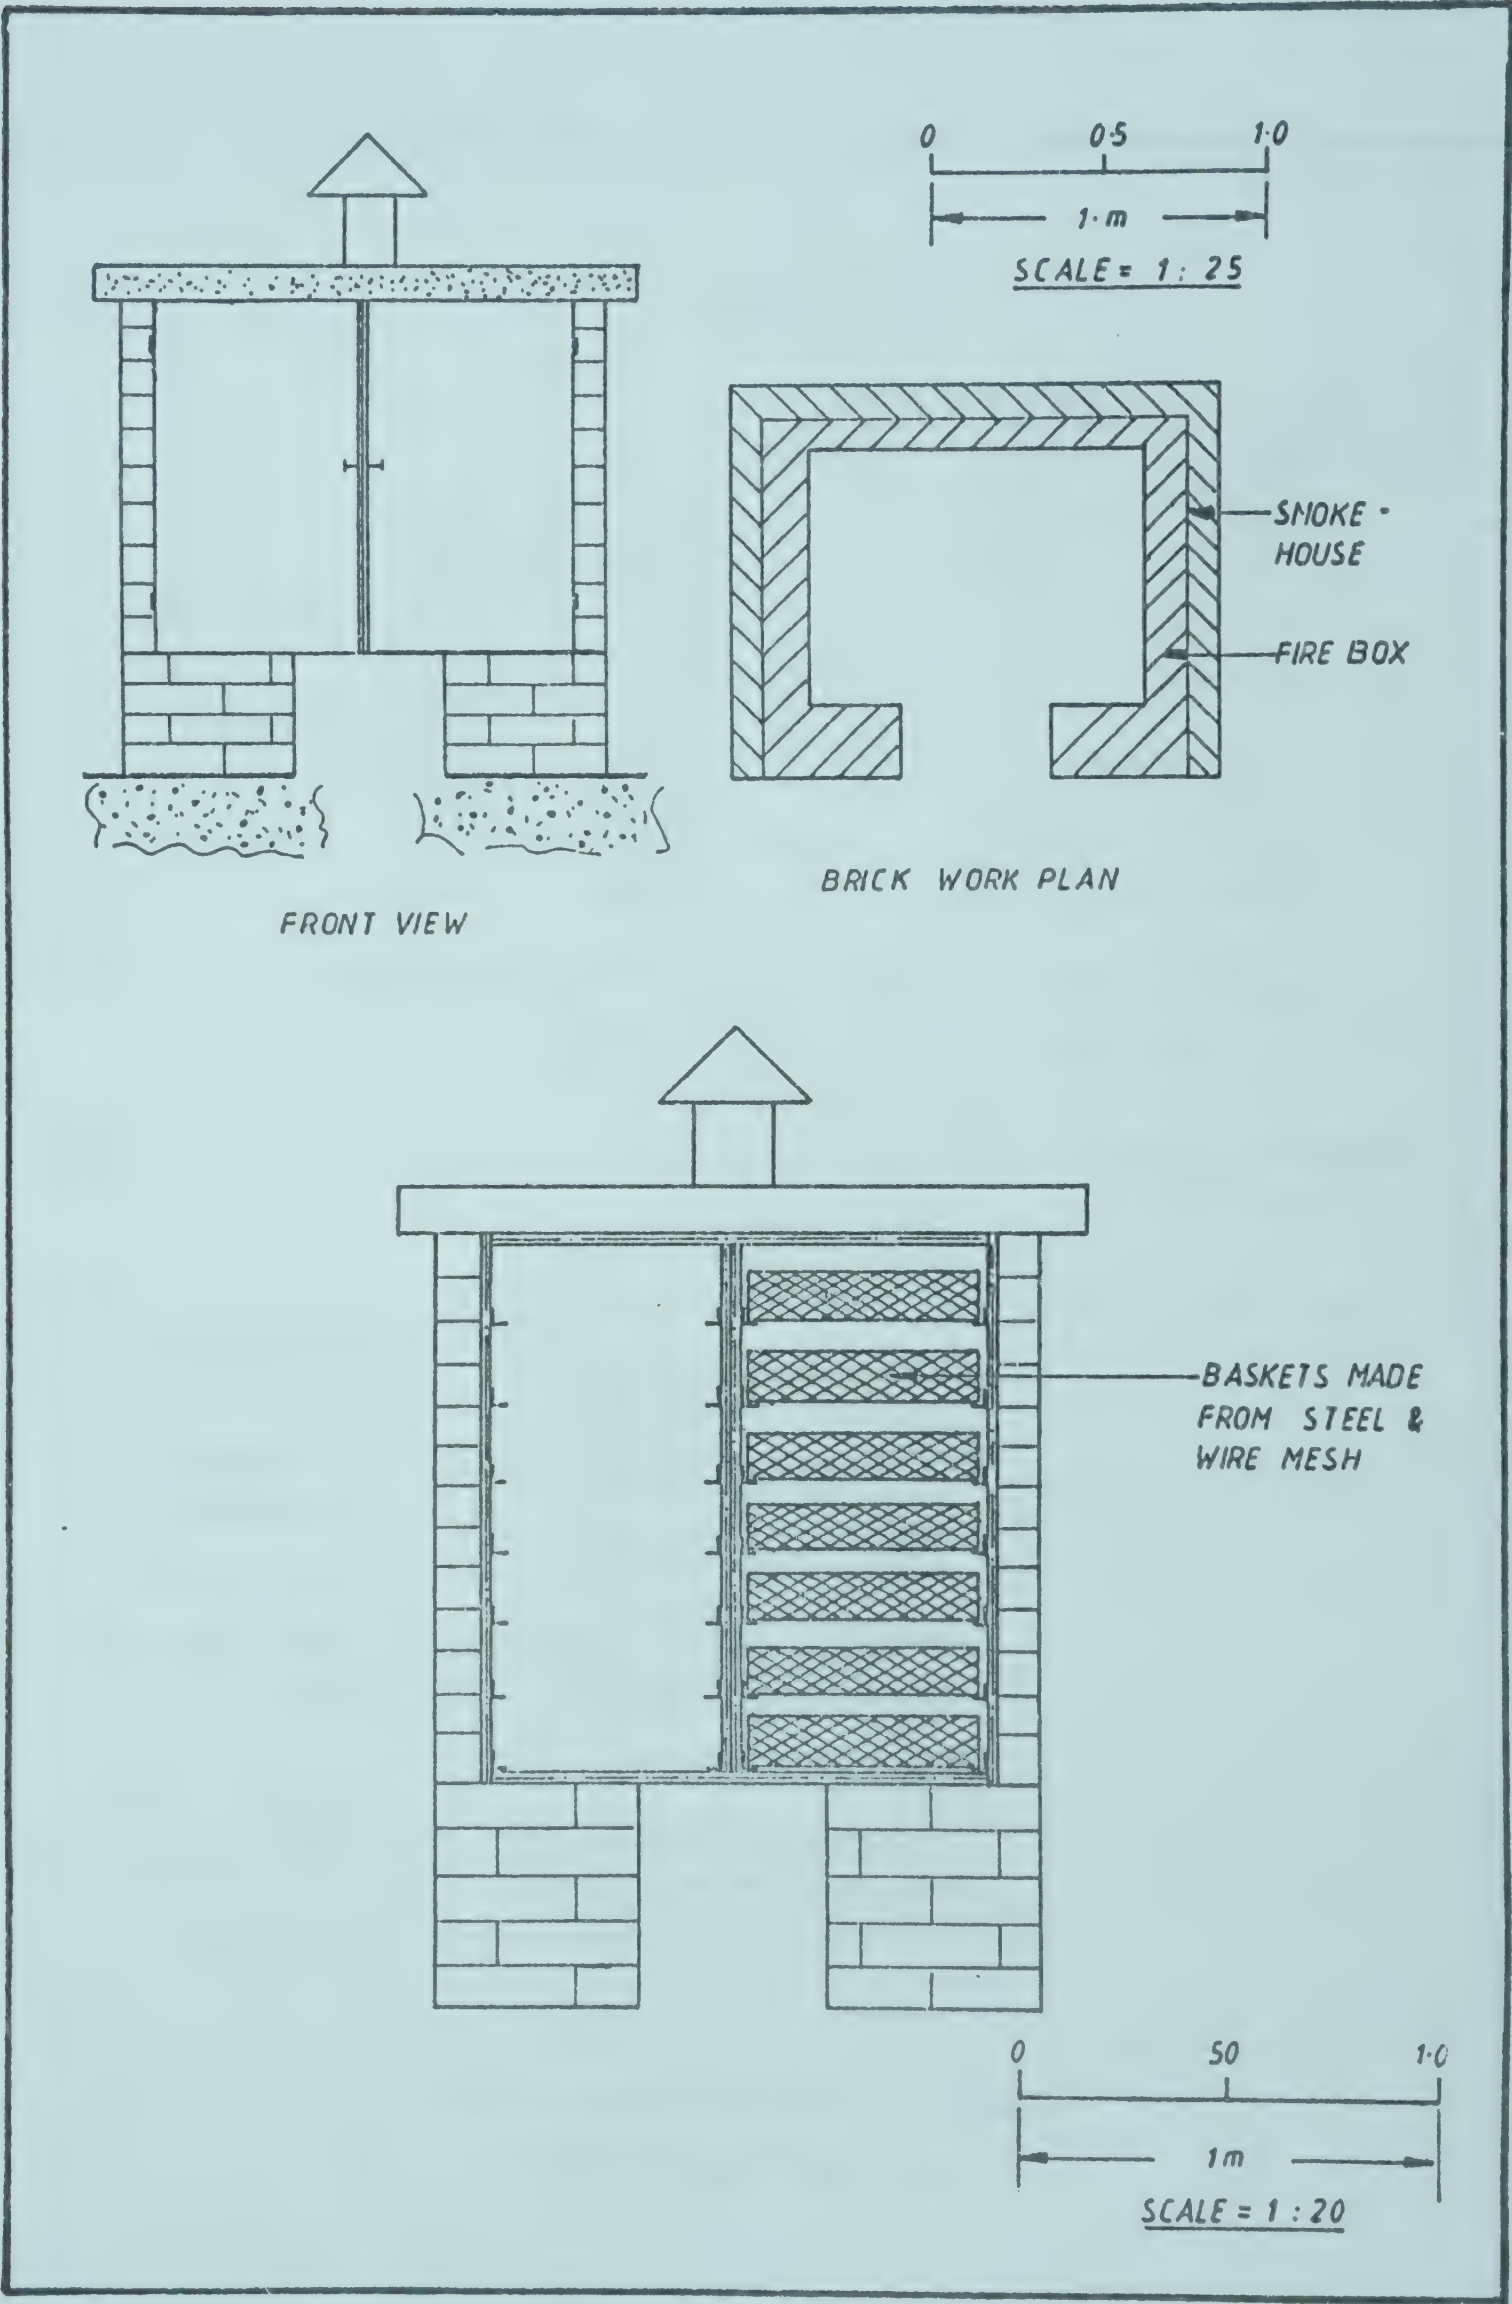 0 0·5 1·0
1·m
SCALE = 1 : 25
SMOKE·
HOUSE
FIRE BOX
BRICK WORK PLAN
FRONT VIEW
BASKETS MADE
FROM STEEL &
WIRE MESH
0 50 1·0
1m
SCALE = 1 : 20